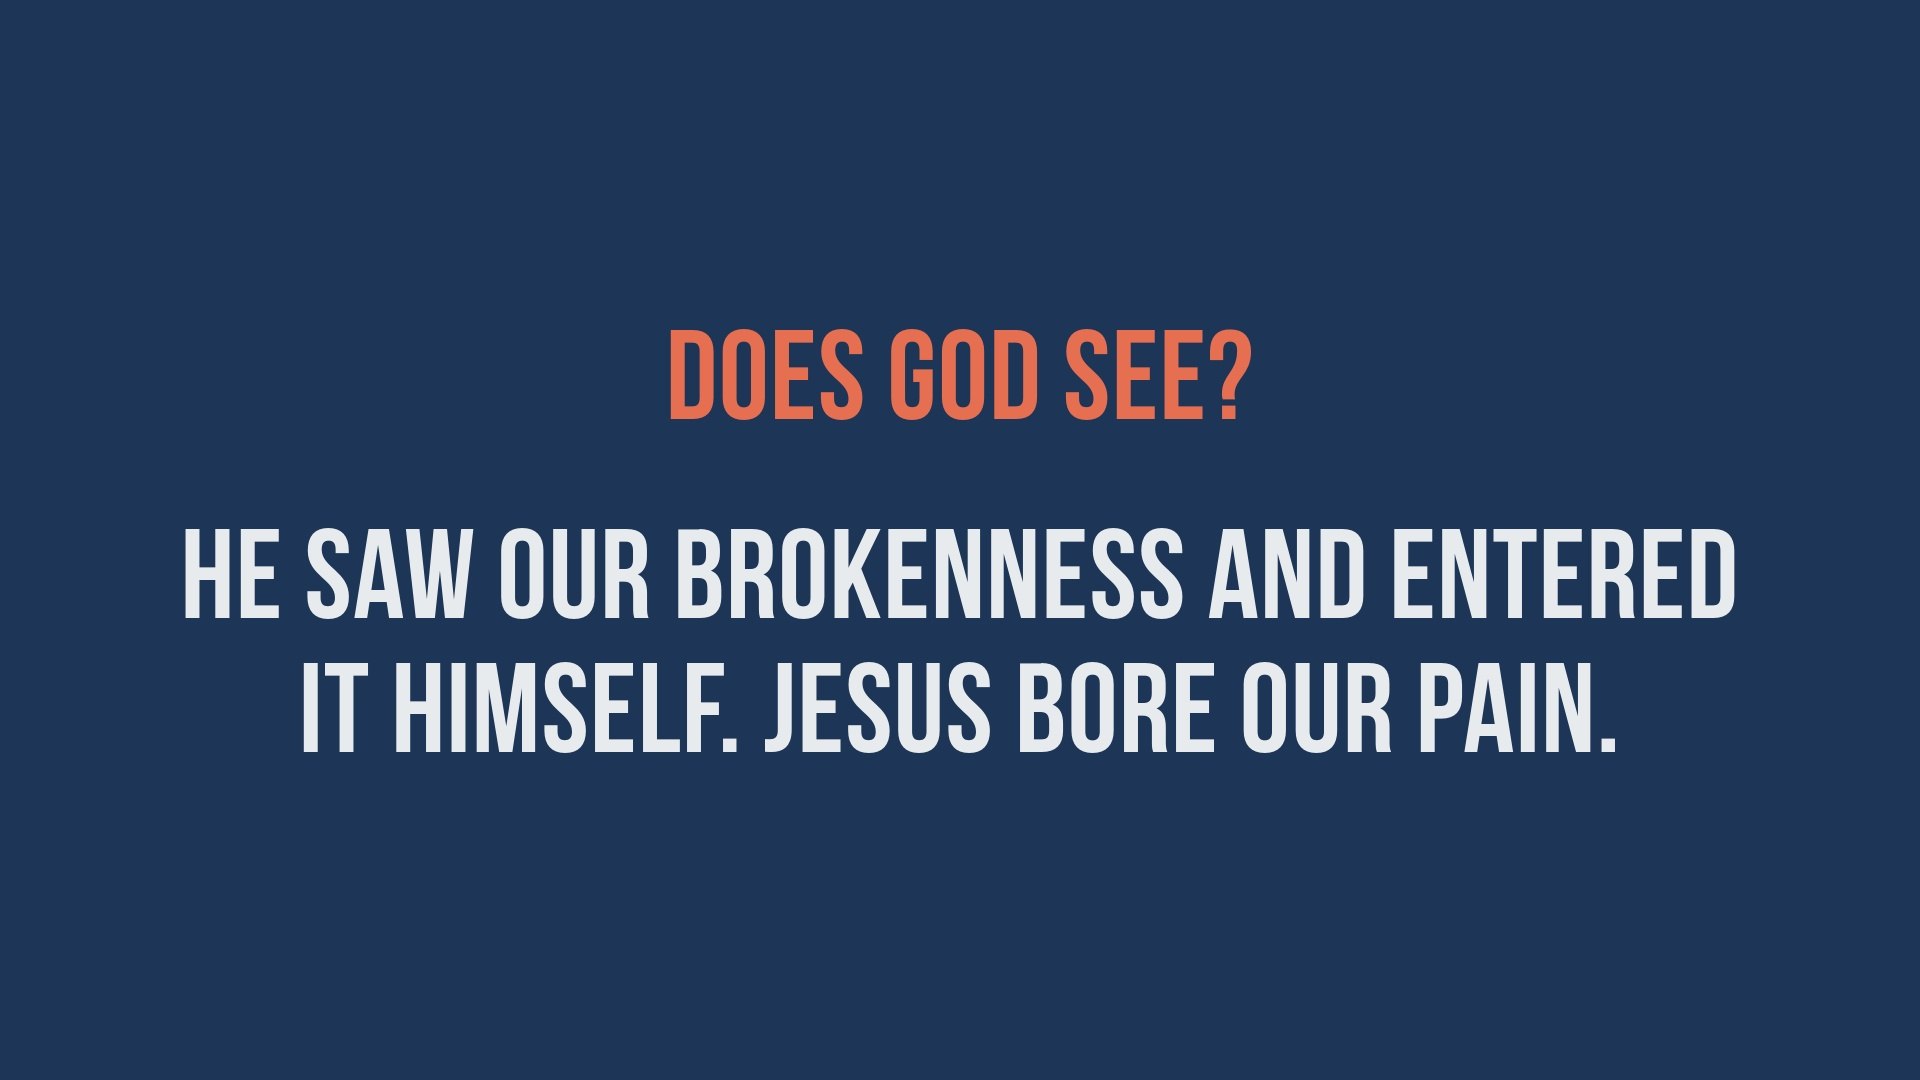 DOES GOD SEE?
HE SAW OUR BROKENNESS AND ENTERED
IT HIMSELF. JESUS BORE OUR PAIN.